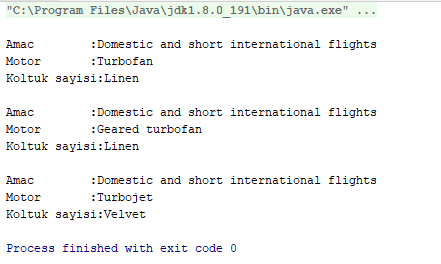 "C:\Program Files\Java\jdk1.8.0_191\bin\java.exe" ...
Amac        :Domestic and short international flights
Motor       :Turbofan
Koltuk sayisi:Linen
Amac        :Domestic and short international flights
Motor       :Geared turbofan
Koltuk sayisi:Linen
Amac        :Domestic and short international flights
Motor       :Turbojet
Koltuk sayisi:Velvet
Process finished with exit code 0